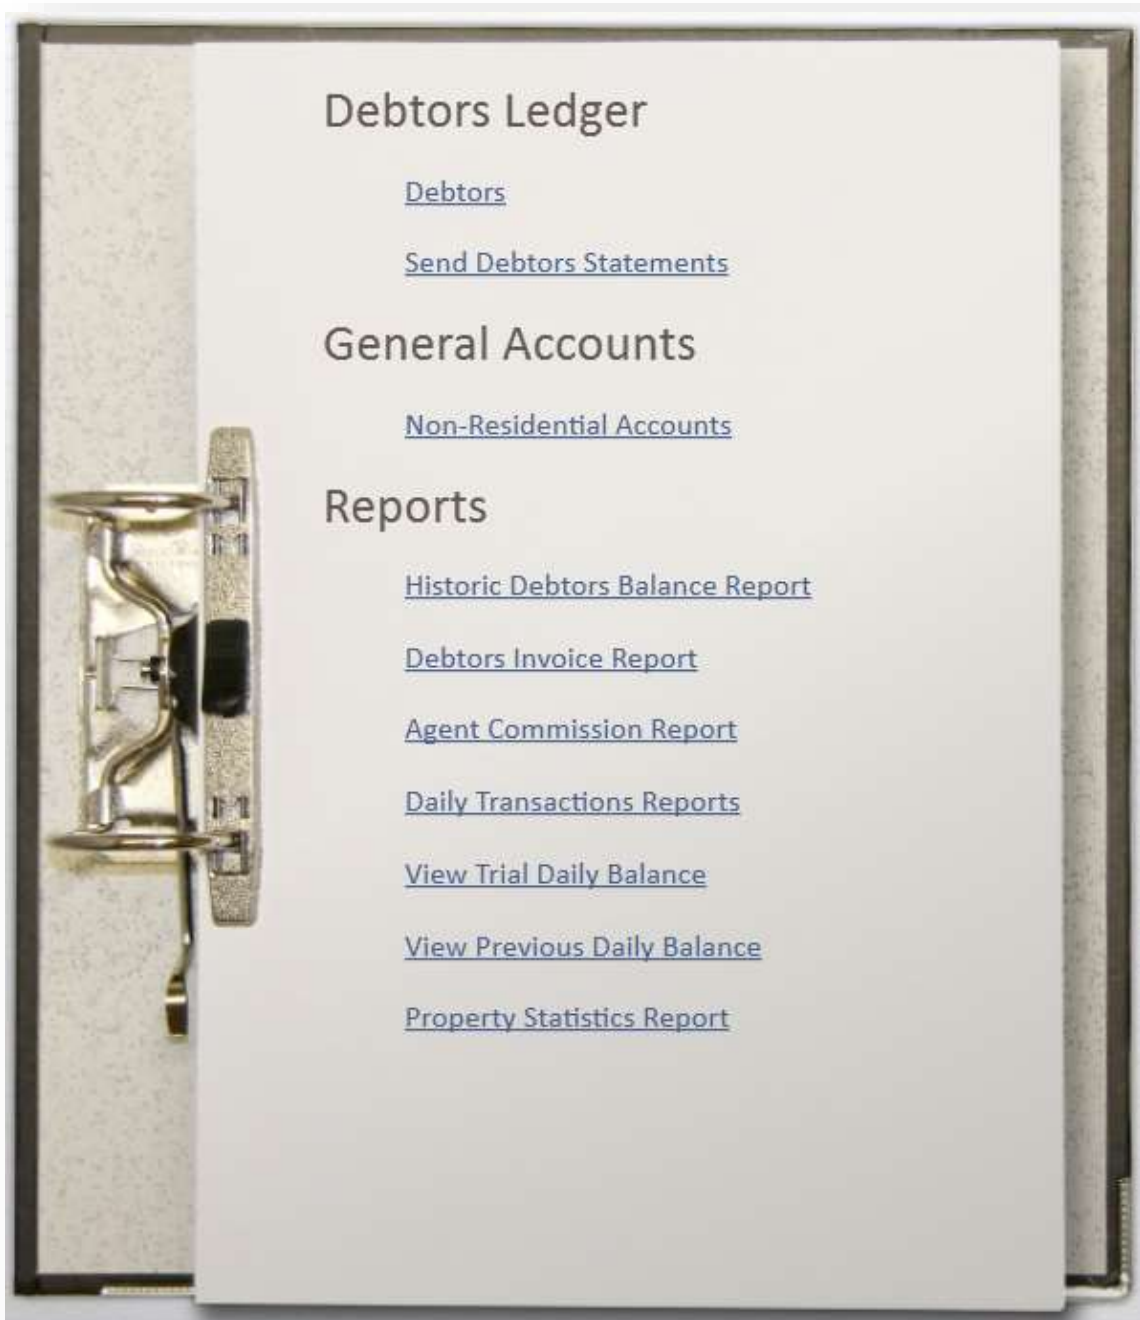 Debtors Ledger
Debtors
Send Debtors Statements
General Accounts
Non-Residential Accounts
Reports
Historic Debtors Balance Report
Debtors Invoice Report
Agent Commission Report
Daily Transactions Reports
View Trial Daily Balance
View Previous Daily Balance
Property Statistics Report